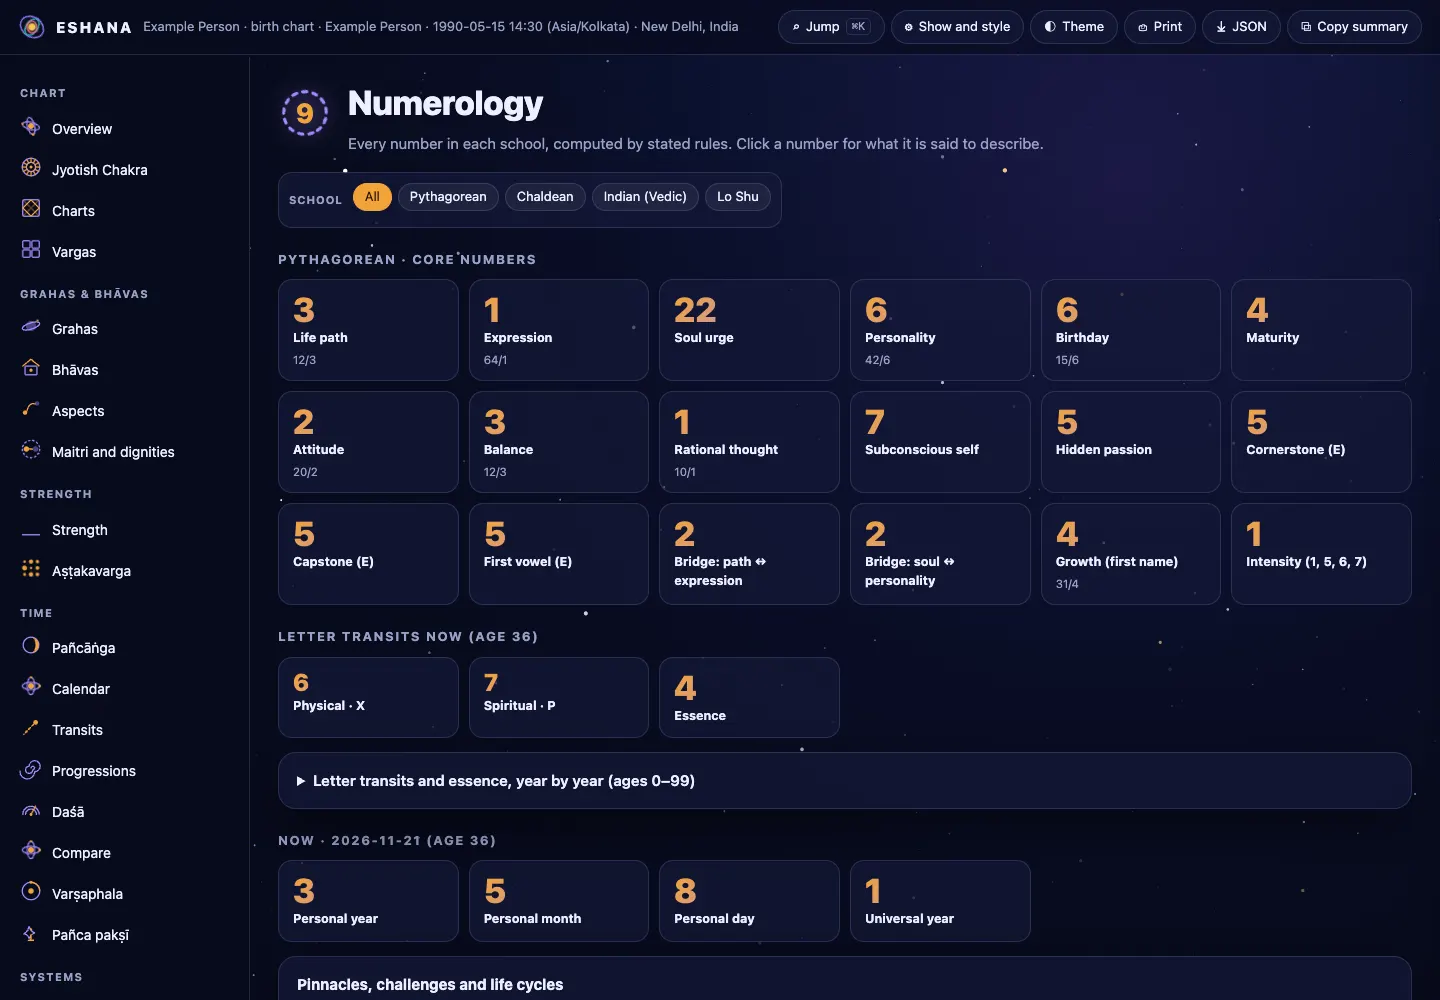 ESHANA
Example Person · birth chart · Example Person · 1990-05-15 14:30 (Asia/Kolkata) · New Delhi, India
Jump ⌘K
Show and style
Theme
Print
JSON
Copy summary
CHART
Overview
Jyotish Chakra
Charts
Vargas
GRAHAS & BHĀVAS
Grahas
Bhāvas
Aspects
Maitri and dignities
STRENGTH
Strength
Aṣṭakavarga
TIME
Pañcāṅga
Calendar
Transits
Progressions
Daśā
Compare
Varṣaphala
Pañca pakṣī
SYSTEMS
9
Numerology
Every number in each school, computed by stated rules. Click a number for what it is said to describe.
SCHOOL All Pythagorean Chaldean Indian (Vedic) Lo Shu
PYTHAGOREAN · CORE NUMBERS
3
Life path
12/3
1
Expression
64/1
22
Soul urge
6
Personality
42/6
6
Birthday
15/6
4
Maturity
2
Attitude
20/2
3
Balance
12/3
1
Rational thought
10/1
7
Subconscious self
5
Hidden passion
5
Cornerstone (E)
5
Capstone (E)
5
First vowel (E)
2
Bridge: path ↔
expression
2
Bridge: soul ↔
personality
4
Growth (first name)
31/4
1
Intensity (1, 5, 6, 7)
LETTER TRANSITS NOW (AGE 36)
6
Physical · X
7
Spiritual · P
4
Essence
Letter transits and essence, year by year (ages 0–99)
NOW · 2026-11-21 (AGE 36)
3
Personal year
5
Personal month
8
Personal day
1
Universal year
Pinnacles, challenges and life cycles